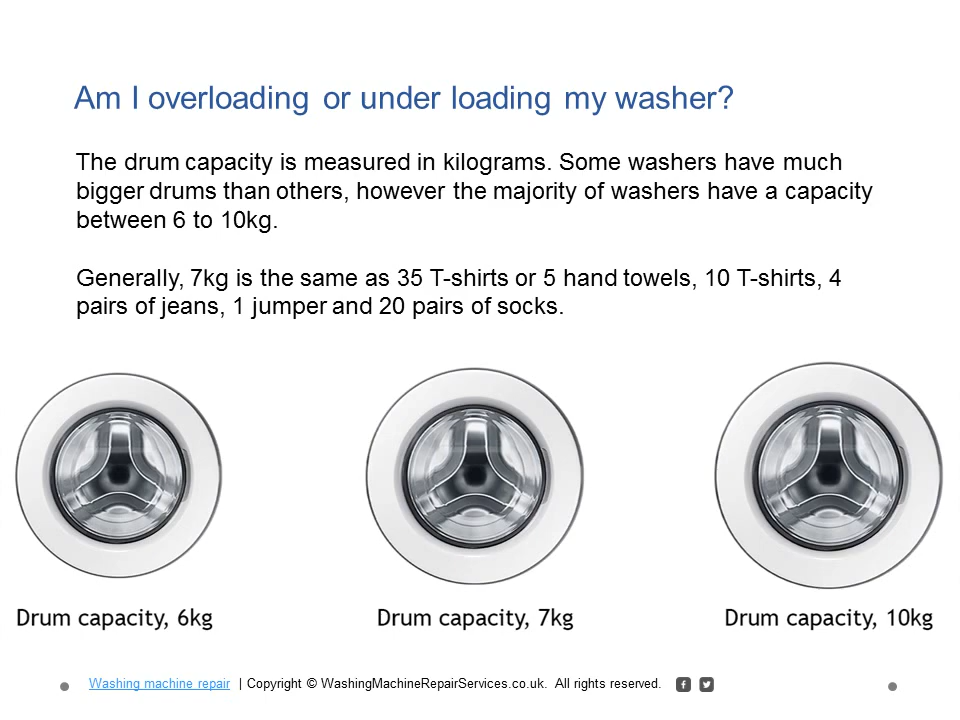 Am I overloading or under loading my washer?
The drum capacity is measured in kilograms. Some washers have much
bigger drums than others, however the majority of washers have a capacity
between 6 to 10kg.
Generally, 7kg is the same as 35 T-shirts or 5 hand towels, 10 T-shirts, 4
pairs of jeans, 1 jumper and 20 pairs of socks.
Drum capacity, 6kg
Drum capacity, 7kg
Drum capacity, 10kg
Washing machine repair | Copyright © WashingMachineRepairServices.co.uk. All rights reserved.